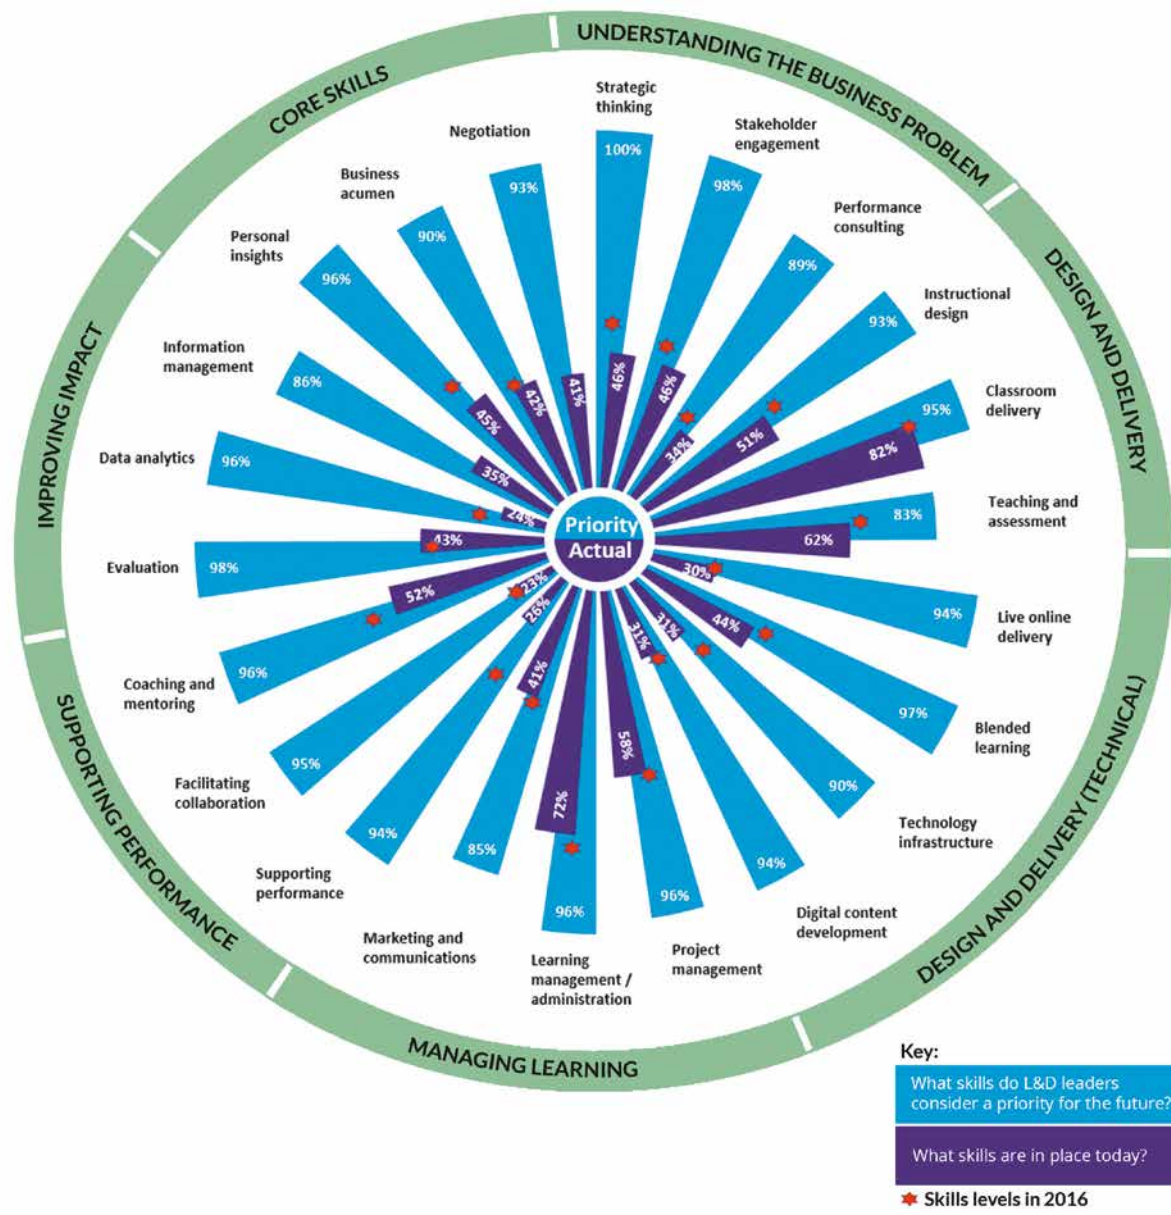 UNDERSTANDING THE BUSINESS PROBLEM
DESIGN AND DELIVERY
DESIGN AND DELIVERY (TECHNICAL)
MANAGING LEARNING
SUPPORTING PERFORMANCE
IMPROVING IMPACT
CORE SKILLS
Strategic
thinking
100%
46%
Stakeholder
engagement
98%
46%
Performance
consulting
89%
34%
Instructional
design
93%
51%
Classroom
delivery
95%
82%
Teaching and
assessment
83%
62%
Live online
delivery
94%
30%
Blended
learning
97%
44%
Technology
infrastructure
90%
31%
Digital content
development
94%
31%
Project
management
96%
58%
Learning
management /
administration
96%
72%
Marketing and
communications
85%
41%
Supporting
performance
94%
26%
Facilitating
collaboration
95%
23%
Coaching and
mentoring
96%
52%
Evaluation
98%
43%
Data analytics
96%
24%
Information
management
86%
35%
Personal
insights
96%
45%
Business
acumen
90%
42%
Negotiation
93%
41%
Priority
Actual
Key:
What skills do L&D leaders
consider a priority for the future?
What skills are in place today?
Skills levels in 2016